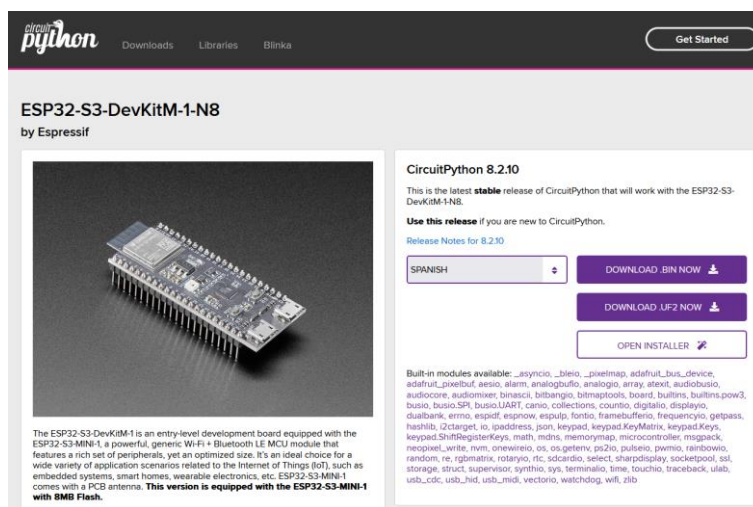 circuit
python
Downloads Libraries Blinka
Get Started
ESP32-S3-DevKitM-1-N8
by Espressif
The ESP32-S3-DevKitM-1 is an entry-level development board equipped with the
ESP32-S3-MINI-1, a powerful, generic Wi-Fi + Bluetooth LE MCU module that
features a rich set of peripherals, yet an optimized size. It's an ideal choice for a
wide variety of application scenarios related to the Internet of Things (IoT), such as
embedded systems, smart homes, wearable electronics, etc. ESP32-S3-MINI-1
comes with a PCB antenna. This version is equipped with the ESP32-S3-MINI-1
with 8MB Flash.
CircuitPython 8.2.10
This is the latest stable release of CircuitPython that will work with the ESP32-S3-
DevKitM-1-N8.
Use this release if you are new to CircuitPython.
Release Notes for 8.2.10
SPANISH
DOWNLOAD .BIN NOW
DOWNLOAD .UF2 NOW
OPEN INSTALLER
Built-in modules available: _asyncio, _bleio, _pixelmap, adafruit_bus_device,
adafruit_pixelbuf, aesio, alarm, analogbufio, analogio, array, atexit, audiobusio,
audiocore, audiomixer, binascii, bitbangio, bitmaptools, board, builtins, builtins.pow3,
busio, busio.SPI, busio.UART, canio, collections, countio, digitalio, displayio,
dualbank, errno, espidf, espnow, espulp, fontio, framebufferio, frequencyio, getpass,
hashlib, i2ctarget, io, ipaddress, json, keypad, keypad.KeyMatrix, keypad.Keys,
keypad.ShiftRegisterKeys, math, mdns, memorymap, microcontroller, msgpack,
neopixel_write, nvm, onewireio, os, os.getenv, ps2io, pulseio, pwmio, rainbowio,
random, re, rgbmatrix, rotaryio, rtc, sdcardio, select, sharpdisplay, socketpool, ssl,
storage, struct, supervisor, synthio, sys, terminalio, time, touchio, traceback, ulab,
usb_cdc, usb_hid, usb_midi, vectorio, watchdog, wifi, zlib